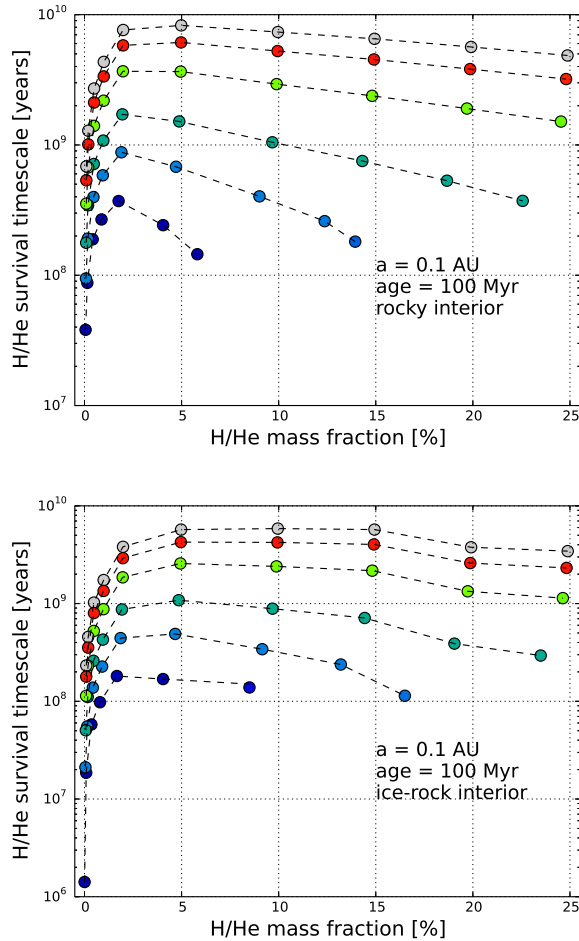 10^10
10^9
10^8
10^7
H/He survival timescale [years]
a = 0.1 AU
age = 100 Myr
rocky interior
0 5 10 15 20 25
H/He mass fraction [%]
10^10
10^9
10^8
10^7
10^6
H/He survival timescale [years]
a = 0.1 AU
age = 100 Myr
ice-rock interior
0 5 10 15 20 25
H/He mass fraction [%]